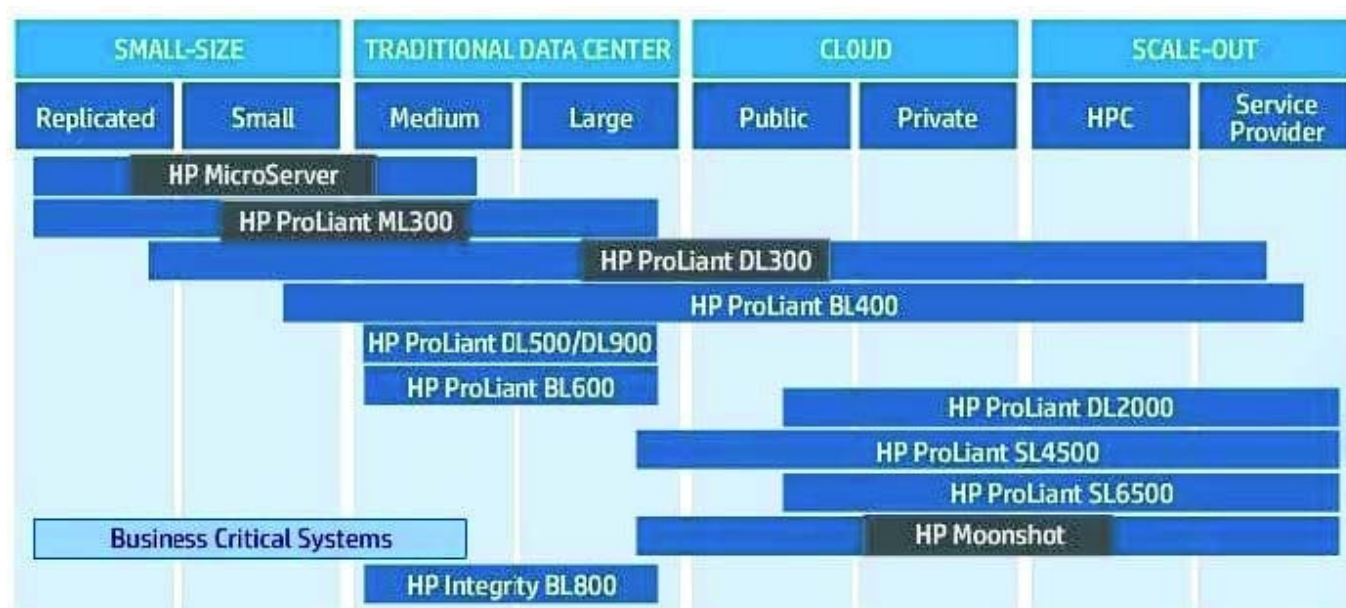 SMALL-SIZE TRADITIONAL DATA CENTER CLOUD SCALE-OUT
Replicated Small Medium Large Public Private HPC Service Provider
HP MicroServer
HP ProLiant ML300
HP ProLiant DL300
HP ProLiant BL400
HP ProLiant DL500/DL900
HP ProLiant BL600
HP ProLiant DL2000
HP ProLiant SL4500
HP ProLiant SL6500
Business Critical Systems HP Moonshot
HP Integrity BL800